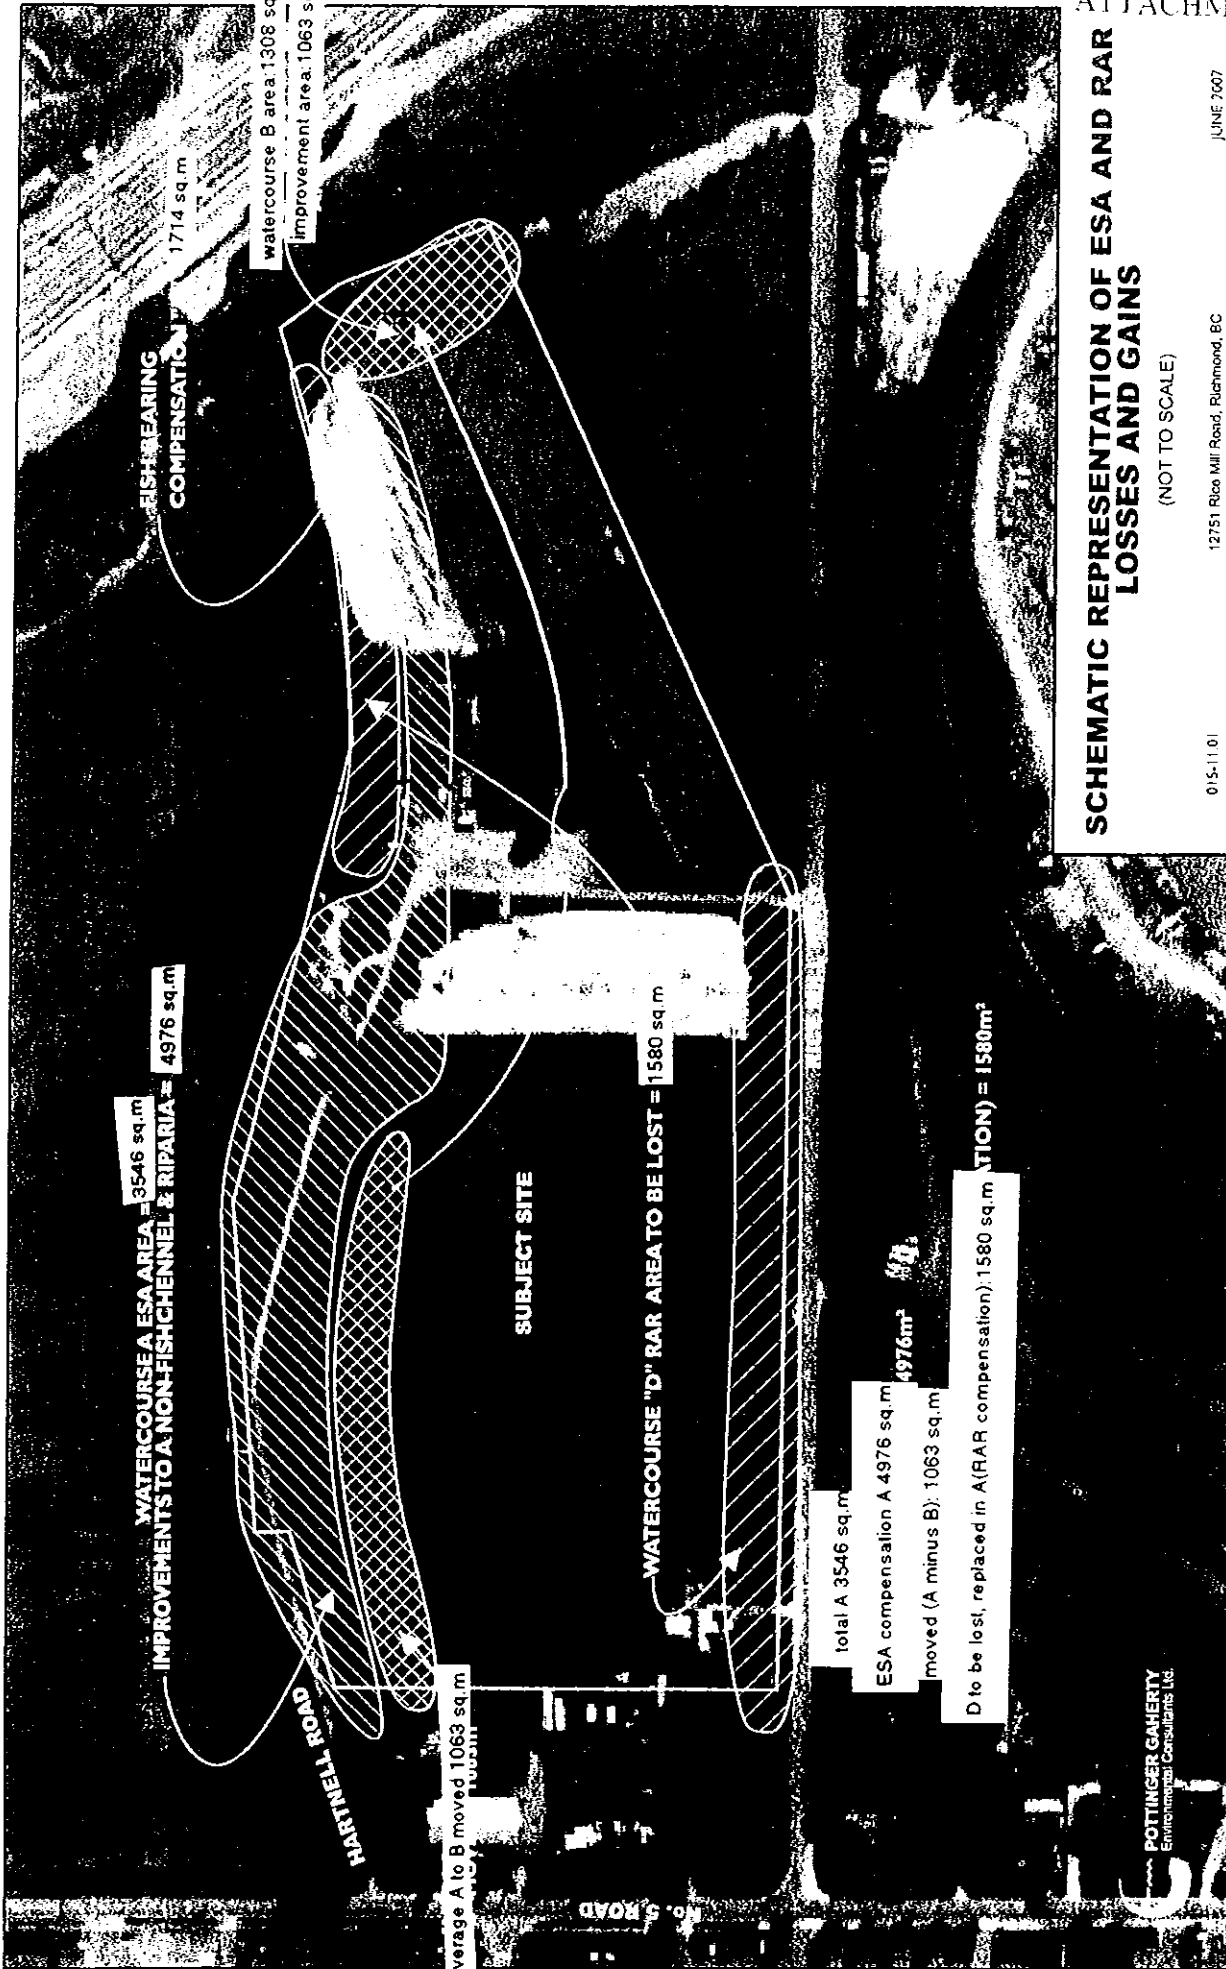 ATTACHM
1714 sq.m
watercourse B area 1308 sq
improvement area: 1063 s
FISH BEARING
COMPENSATION
WATERCOURSE A ESA AREA = 3546 sq.m
IMPROVEMENTS TO A NON-FISHCHENNEL & RIPARIA = 4976 sq.m
HARTNELL ROAD
verage A to B moved 1063 sq.m
SUBJECT SITE
WATERCOURSE "D" RAR AREA TO BE LOST = 1580 sq.m
No. 5 ROAD
total A 3546 sq.m
ESA compensation A 4976 sq.m
4976m²
moved (A minus B): 1063 sq.m
D to be lost, replaced in A(RAR compensation):1580 sq.m
ATION) = 1580m²
POTTINGER GAHERTY
Environmental Consultants Ltd.
SCHEMATIC REPRESENTATION OF ESA AND RAR
LOSSES AND GAINS
(NOT TO SCALE)
015-11.01
12751 Rice Mill Road, Richmond, BC
JUNE 2007